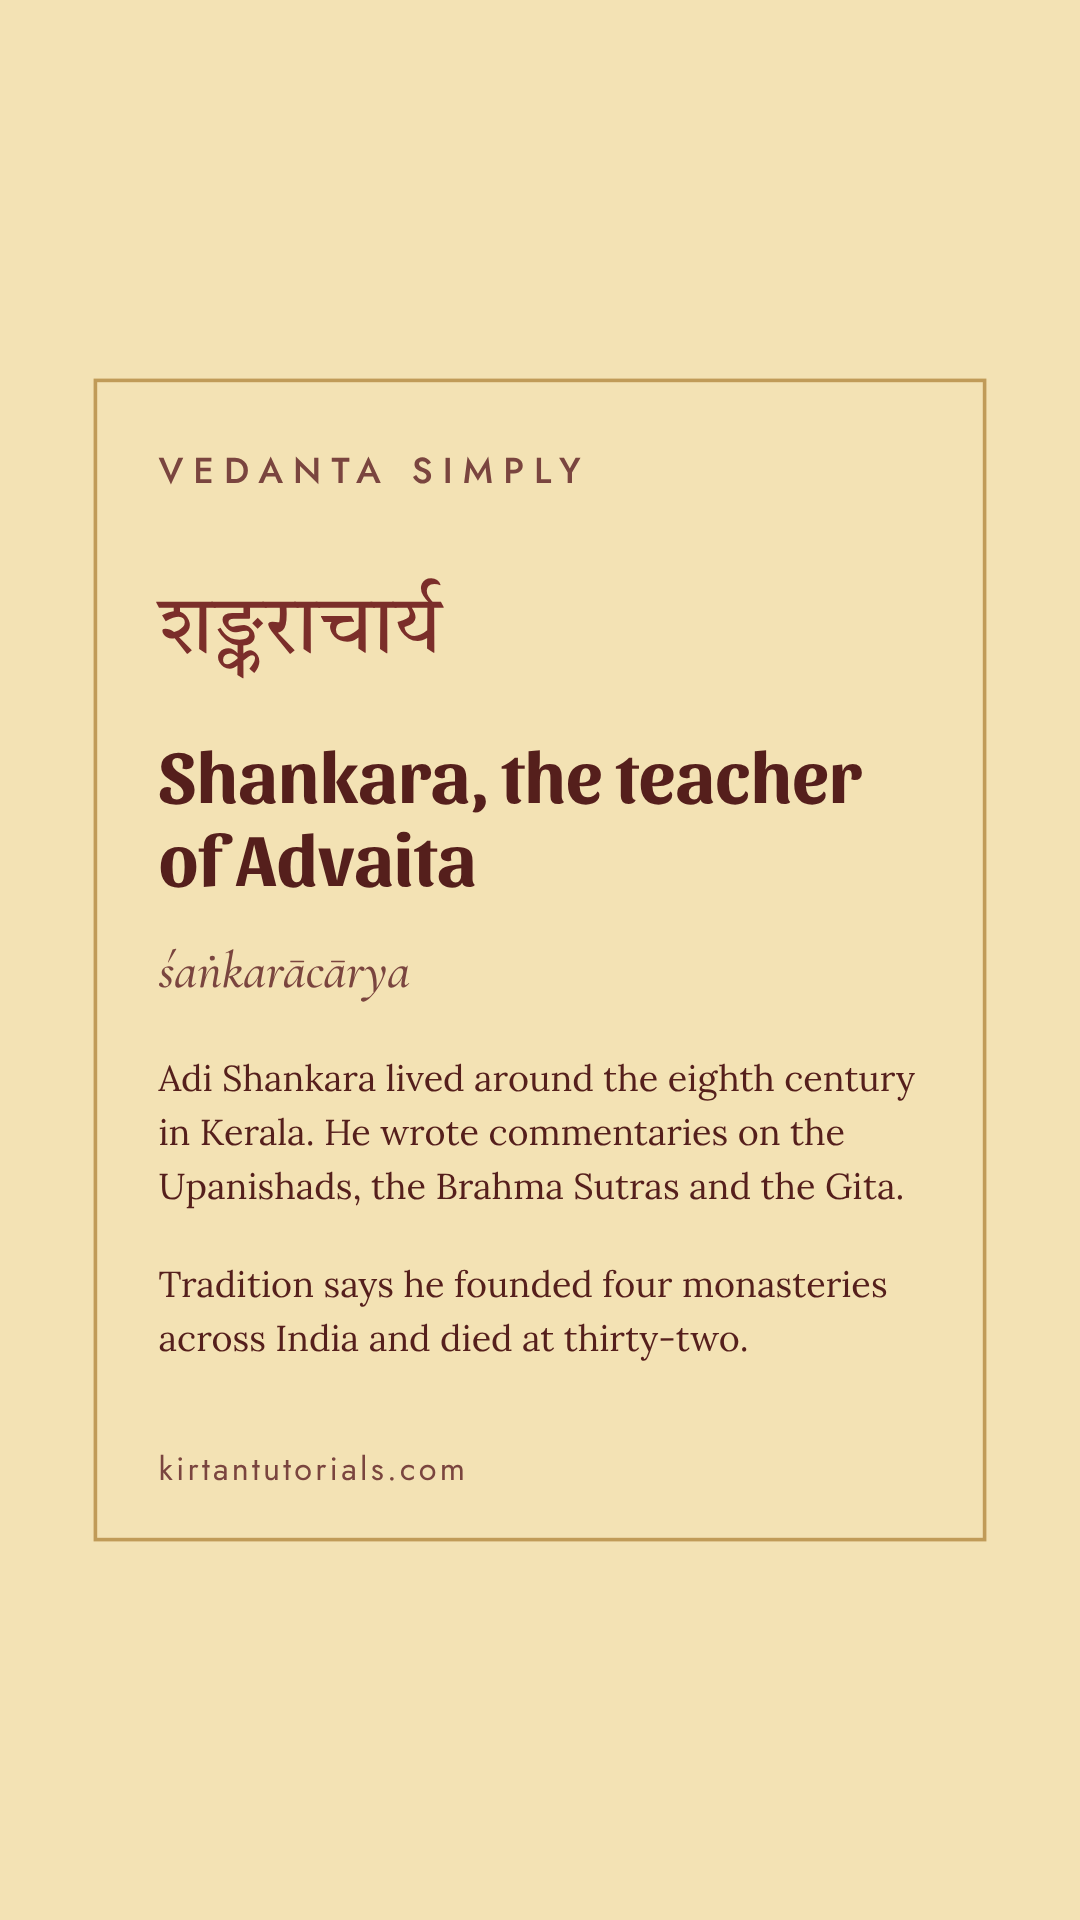 VEDANTA SIMPLY
शङ्कराचार्य
Shankara, the teacher
of Advaita
śaṅkarācārya
Adi Shankara lived around the eighth century
in Kerala. He wrote commentaries on the
Upanishads, the Brahma Sutras and the Gita.
Tradition says he founded four monasteries
across India and died at thirty-two.
kirtantutorials.com